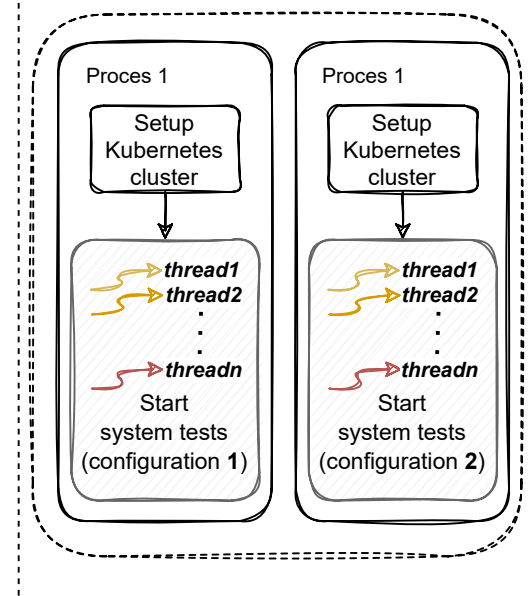 Proces 1
Setup
Kubernetes
cluster
thread1
thread2
.
.
.
threadn
Start
system tests
(configuration 1)
Proces 1
Setup
Kubernetes
cluster
thread1
thread2
.
.
.
threadn
Start
system tests
(configuration 2)